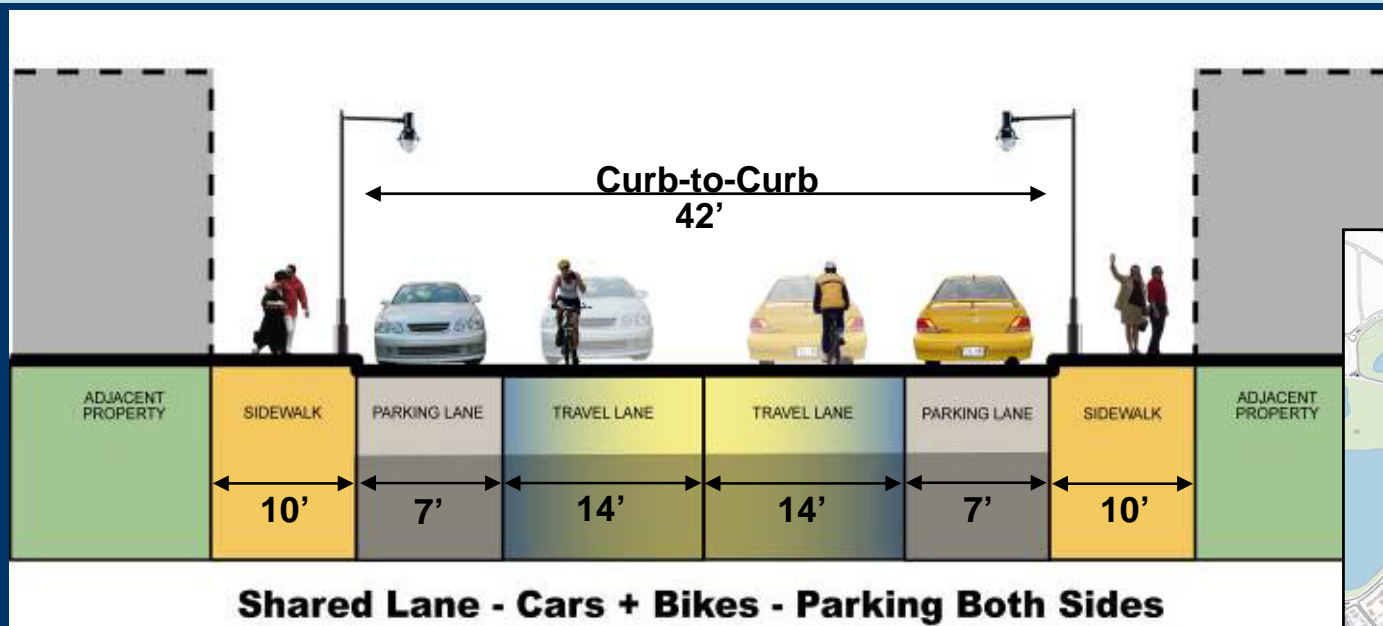 Curb-to-Curb
42’
ADJACENT
PROPERTY
SIDEWALK
PARKING LANE
TRAVEL LANE
TRAVEL LANE
PARKING LANE
SIDEWALK
ADJACENT
PROPERTY
10’
7’
14’
14’
7’
10’
Shared Lane - Cars + Bikes - Parking Both Sides